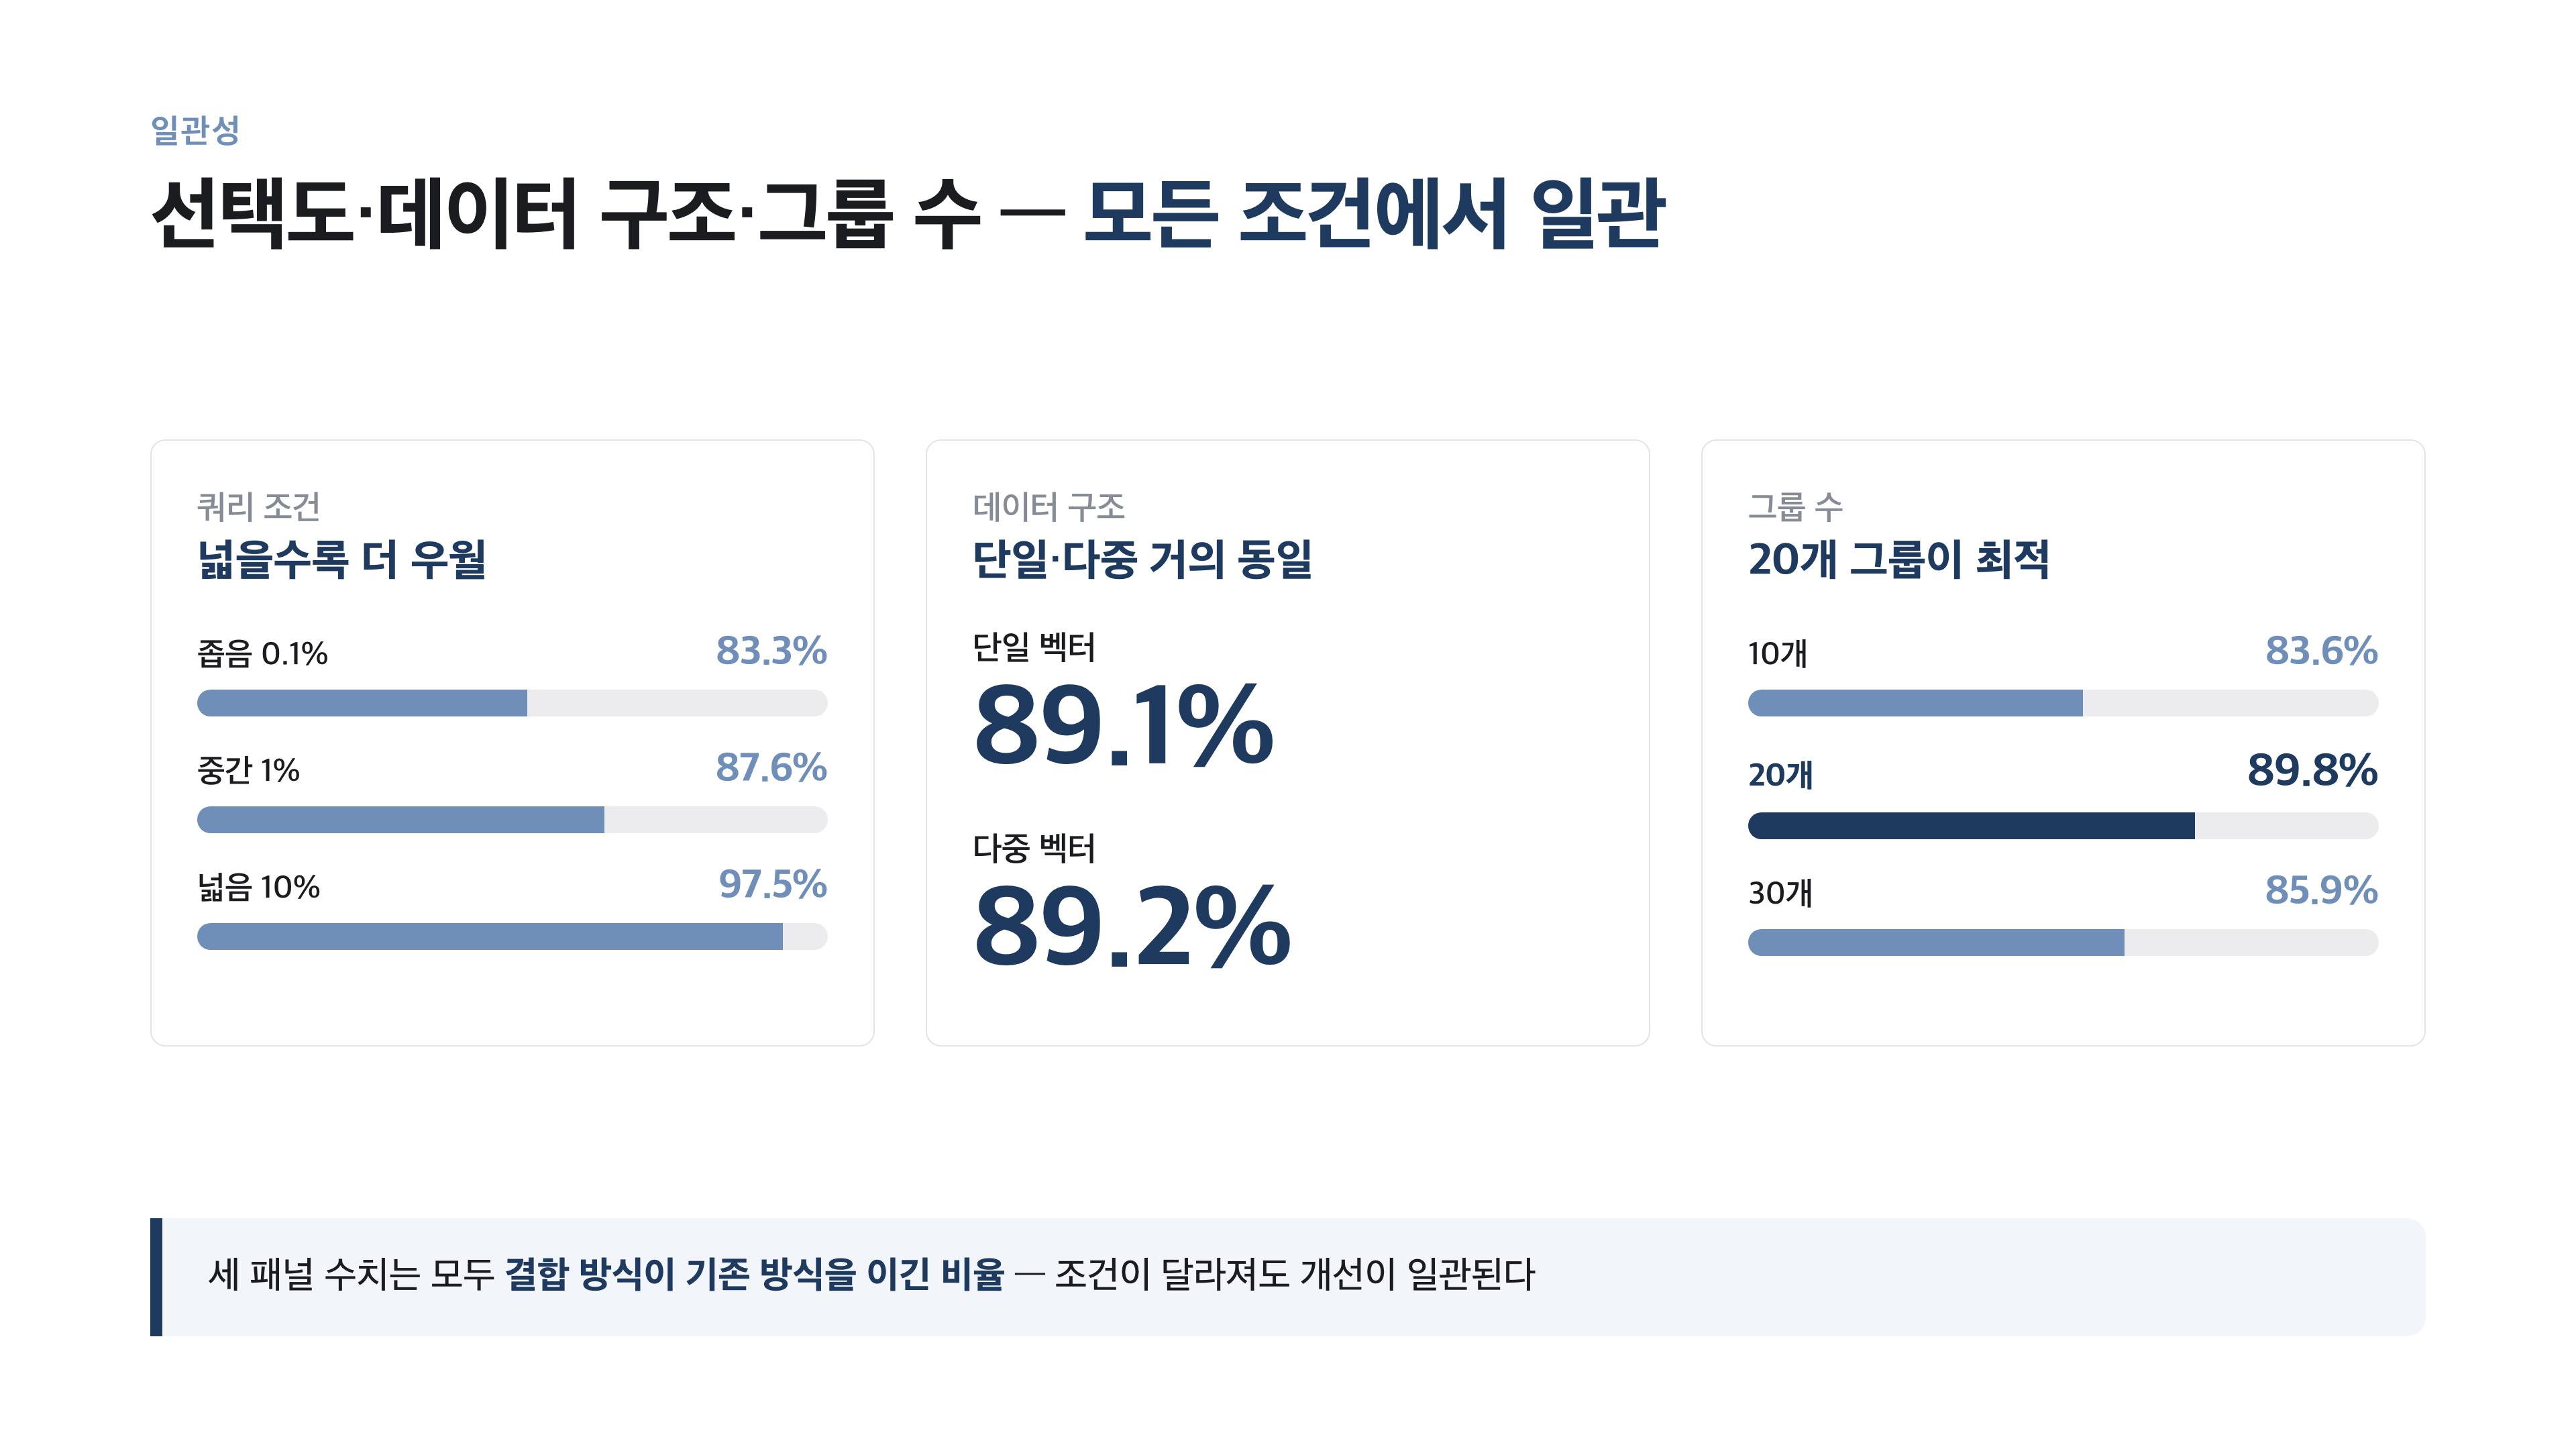 일관성
선택도·데이터 구조·그룹 수 — 모든 조건에서 일관
쿼리 조건
넓을수록 더 우월
좁음 0.1%
83.3%
중간 1%
87.6%
넓음 10%
97.5%
데이터 구조
단일·다중 거의 동일
단일 벡터
89.1%
다중 벡터
89.2%
그룹 수
20개 그룹이 최적
10개
83.6%
20개
89.8%
30개
85.9%
세 패널 수치는 모두 결합 방식이 기존 방식을 이긴 비율 — 조건이 달라져도 개선이 일관된다